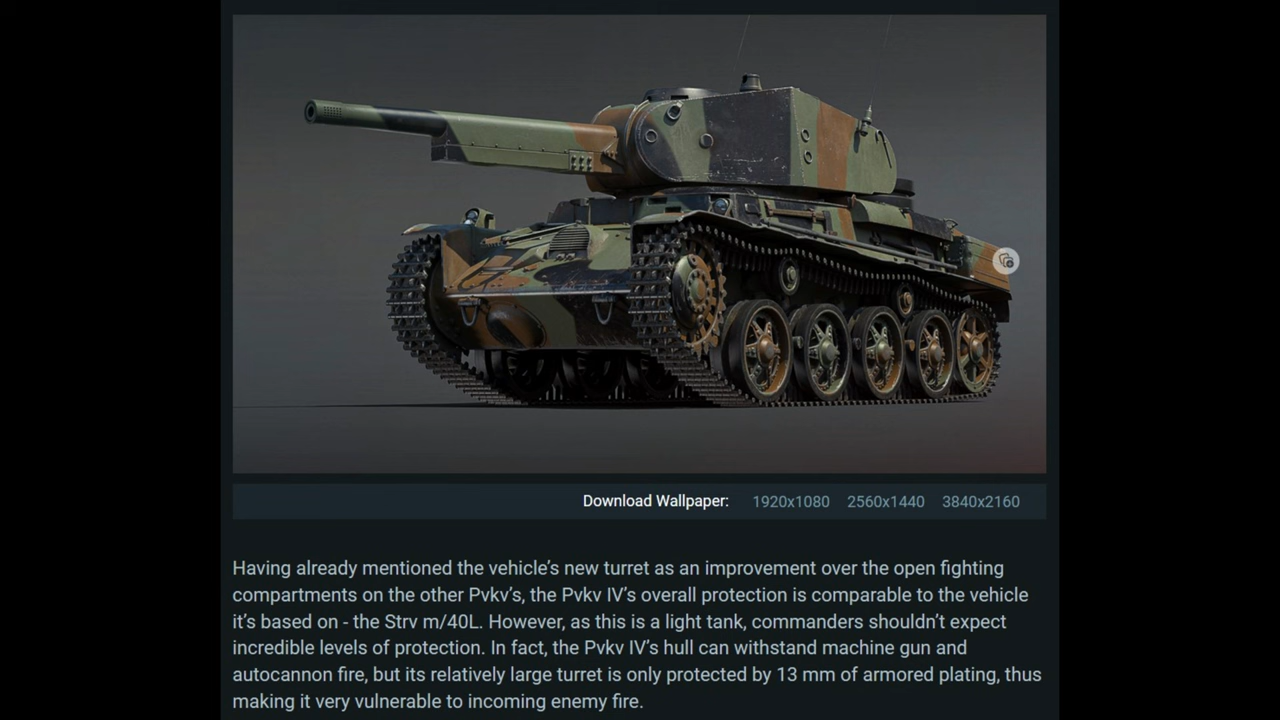 Download Wallpaper: 1920x1080 2560x1440 3840x2160
Having already mentioned the vehicle’s new turret as an improvement over the open fighting
compartments on the other Pvkv’s, the Pvkv IV’s overall protection is comparable to the vehicle
it’s based on - the Strv m/40L. However, as this is a light tank, commanders shouldn’t expect
incredible levels of protection. In fact, the Pvkv IV’s hull can withstand machine gun and
autocannon fire, but its relatively large turret is only protected by 13 mm of armored plating, thus
making it very vulnerable to incoming enemy fire.